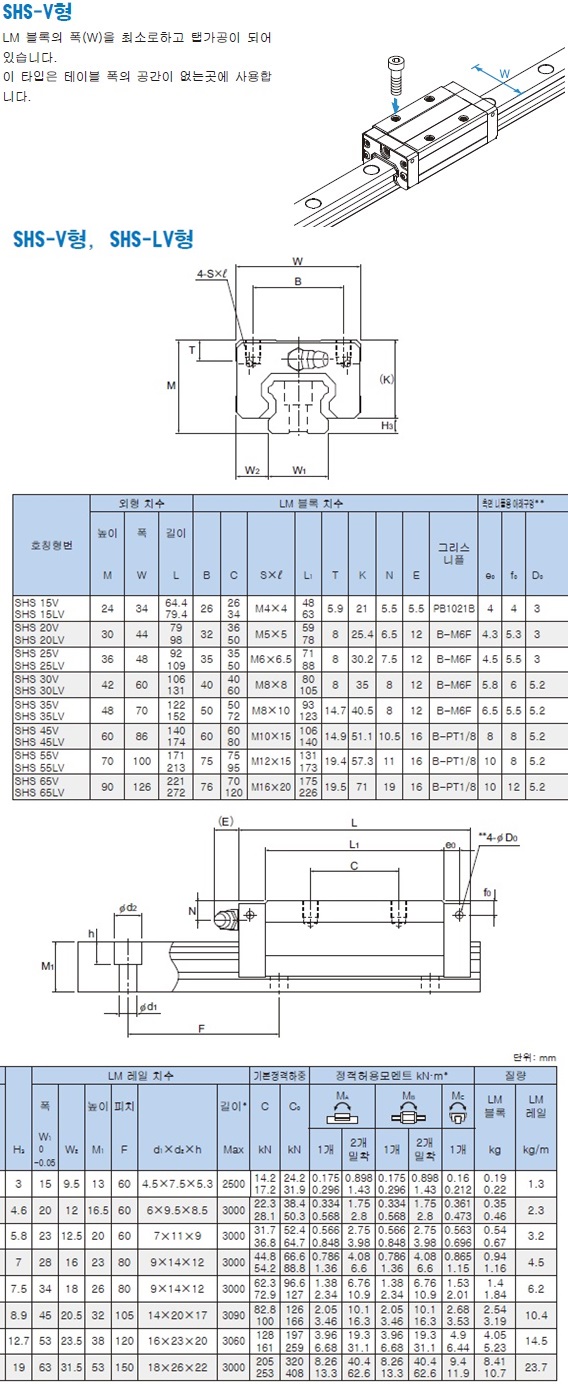 SHS-V형
LM 블록의 폭(W)을 최소로하고 탭가공이 되어
있습니다.
이 타입은 테이블 폭의 공간이 없는곳에 사용합
니다.
W
SHS-V형, SHS-LV형
W
4-S×ℓ
B
T
M
(K)
H₃
W₂ W₁
호칭형번 외형 치수 LM 블록 치수 측면 니플용 아래구멍**
높이 폭 길이 그리스 니플
M W L B C S×ℓ L₁ T K N E e₀ f₀ D₀
SHS 15V 24 34 64.4 26 26 M4×4 48 5.9 21 5.5 5.5 PB1021B 4 4 3
SHS 15LV 79.4 34 63
SHS 20V 30 44 79 32 36 M5×5 59 8 25.4 6.5 12 B-M6F 4.3 5.3 3
SHS 20LV 98 50 78
SHS 25V 36 48 92 35 35 M6×6.5 71 8 30.2 7.5 12 B-M6F 4.5 5.5 3
SHS 25LV 109 50 88
SHS 30V 42 60 106 40 40 M8×8 80 8 35 8 12 B-M6F 5.8 6 5.2
SHS 30LV 131 60 105
SHS 35V 48 70 122 50 50 M8×10 93 14.7 40.5 8 12 B-M6F 6.5 5.5 5.2
SHS 35LV 152 72 123
SHS 45V 60 86 140 60 60 M10×15 106 14.9 51.1 10.5 16 B-PT1/8 8 8 5.2
SHS 45LV 174 80 140
SHS 55V 70 100 171 75 75 M12×15 131 19.4 57.3 11 16 B-PT1/8 10 8 5.2
SHS 55LV 213 95 173
SHS 65V 90 126 221 76 70 M16×20 175 19.5 71 19 16 B-PT1/8 10 12 5.2
SHS 65LV 272 120 226
(E) L
L₁ e₀ **4-φD₀
C
N f₀
φd₂
h
M₁
φd₁
F
단위: mm
LM 레일 치수 기본정격하중 정적허용모멘트 kN·m* 질량
폭 높이 피치 길이* C C₀ MA MB MC LM 블록 LM 레일
H₃ W₁ 0 -0.05 W₂ M₁ F d₁×d₂×h Max kN kN 1개 2개 밀착 1개 2개 밀착 1개 kg kg/m
3 15 9.5 13 60 4.5×7.5×5.3 2500 14.2 24.2 0.175 0.898 0.175 0.898 0.16 0.19 1.3
17.2 31.9 0.296 1.43 0.296 1.43 0.212 0.22
4.6 20 12 16.5 60 6×9.5×8.5 3000 22.3 38.4 0.334 1.75 0.334 1.75 0.361 0.35 2.3
28.1 50.3 0.568 2.8 0.568 2.8 0.473 0.46
5.8 23 12.5 20 60 7×11×9 3000 31.7 52.4 0.566 2.75 0.566 2.75 0.563 0.54 3.2
36.8 64.7 0.848 3.98 0.848 3.98 0.696 0.67
7 28 16 23 80 9×14×12 3000 44.8 66.6 0.786 4.08 0.786 4.08 0.865 0.94 4.5
54.2 88.8 1.36 6.6 1.36 6.6 1.15 1.16
7.5 34 18 26 80 9×14×12 3000 62.3 96.6 1.38 6.76 1.38 6.76 1.53 1.4 6.2
72.9 127 2.34 10.9 2.34 10.9 2.01 1.84
8.9 45 20.5 32 105 14×20×17 3090 82.8 126 2.05 10.1 2.05 10.1 2.68 2.54 10.4
100 166 3.46 16.3 3.46 16.3 3.53 3.19
12.7 53 23.5 38 120 16×23×20 3060 128 197 3.96 19.3 3.96 19.3 4.9 4.05 14.5
161 259 6.68 31.1 6.68 31.1 6.44 5.23
19 63 31.5 53 150 18×26×22 3000 205 320 8.26 40.4 8.26 40.4 9.4 8.41 23.7
253 408 13.3 62.6 13.3 62.6 11.9 10.7